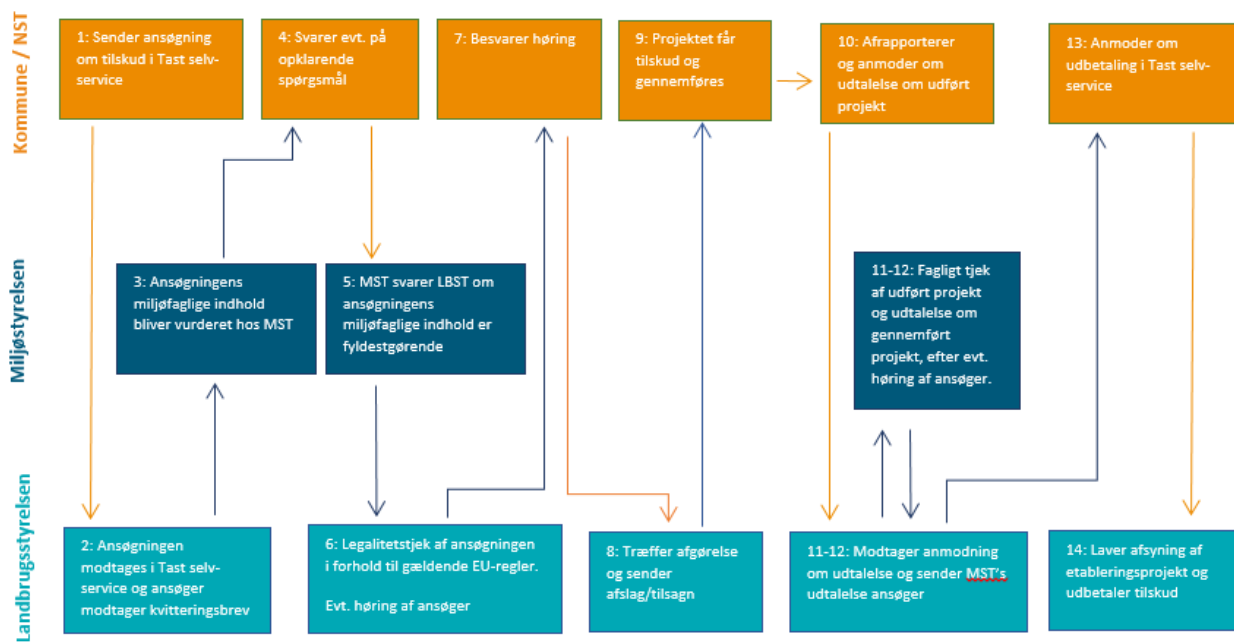 Kommune / NST
1: Sender ansøgning
om tilskud i Tast selv-
service
4: Svarer evt. på
opklarende
spørgsmål
7: Besvarer høring
9: Projektet får
tilskud og
gennemføres
10: Afrapporterer
og anmoder om
udtalelse om udført
projekt
13: Anmoder om
udbetaling i Tast selv-
service
Miljøstyrelsen
3: Ansøgningens
miljøfaglige indhold
bliver vurderet hos MST
5: MST svarer LBST om
ansøgningens
miljøfaglige indhold er
fyldestgørende
11-12: Fagligt tjek
af udført projekt
og udtalelse om
gennemført
projekt, efter evt.
høring af ansøger.
Landbrugsstyrelsen
2: Ansøgningen
modtages i Tast selv-
service og ansøger
modtager kvitteringsbrev
6: Legalitetstjek af ansøgningen
i forhold til gældende EU-regler.
Evt. høring af ansøger
8: Træffer afgørelse
og sender
afslag/tilsagn
11-12: Modtager anmodning
om udtalelse og sender MST's
udtalelse ansøger
14: Laver afsyning af
etableringsprojekt og
udbetaler tilskud